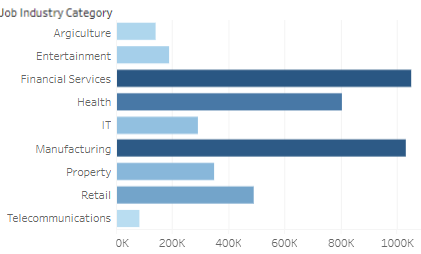 Job Industry Category
Argiculture
Entertainment
Financial Services
Health
IT
Manufacturing
Property
Retail
Telecommunications
0K 200K 400K 600K 800K 1000K